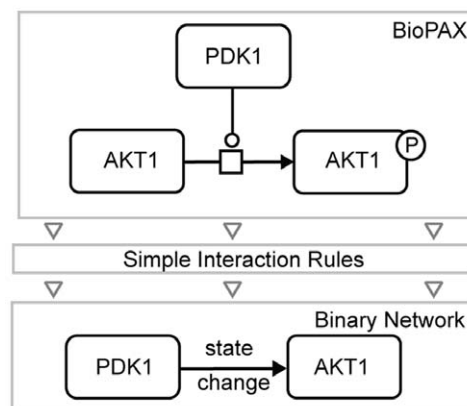 BioPAX
PDK1
AKT1
AKT1
P
Simple Interaction Rules
Binary Network
PDK1
state
change
AKT1